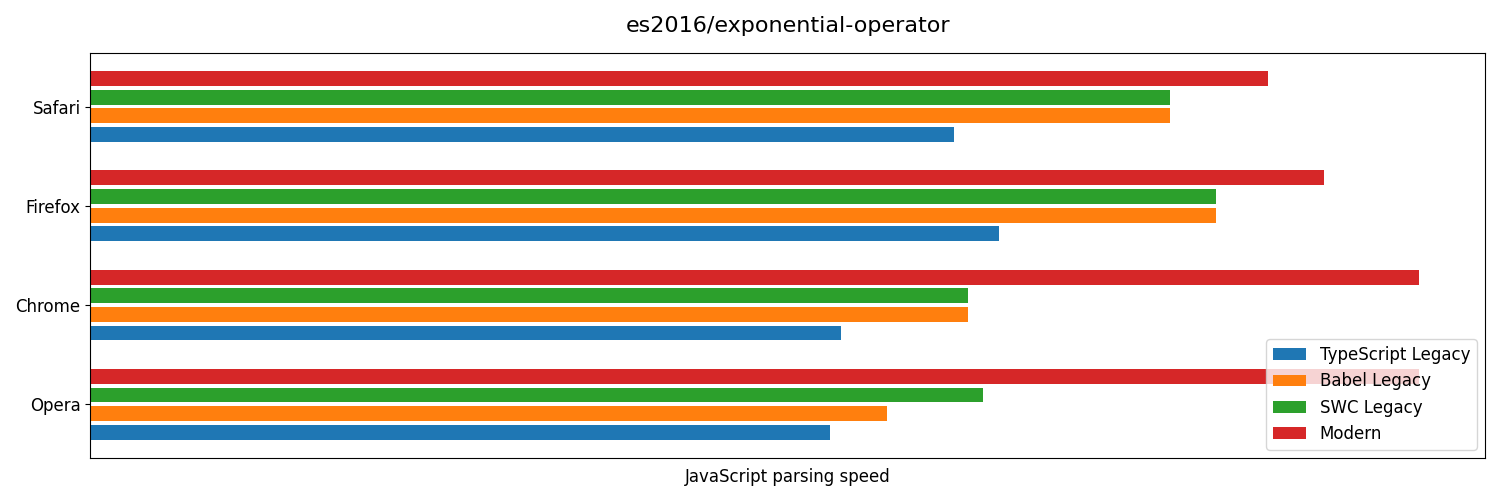 es2016/exponential-operator
Safari
Firefox
Chrome
Opera
TypeScript Legacy
Babel Legacy
SWC Legacy
Modern
JavaScript parsing speed